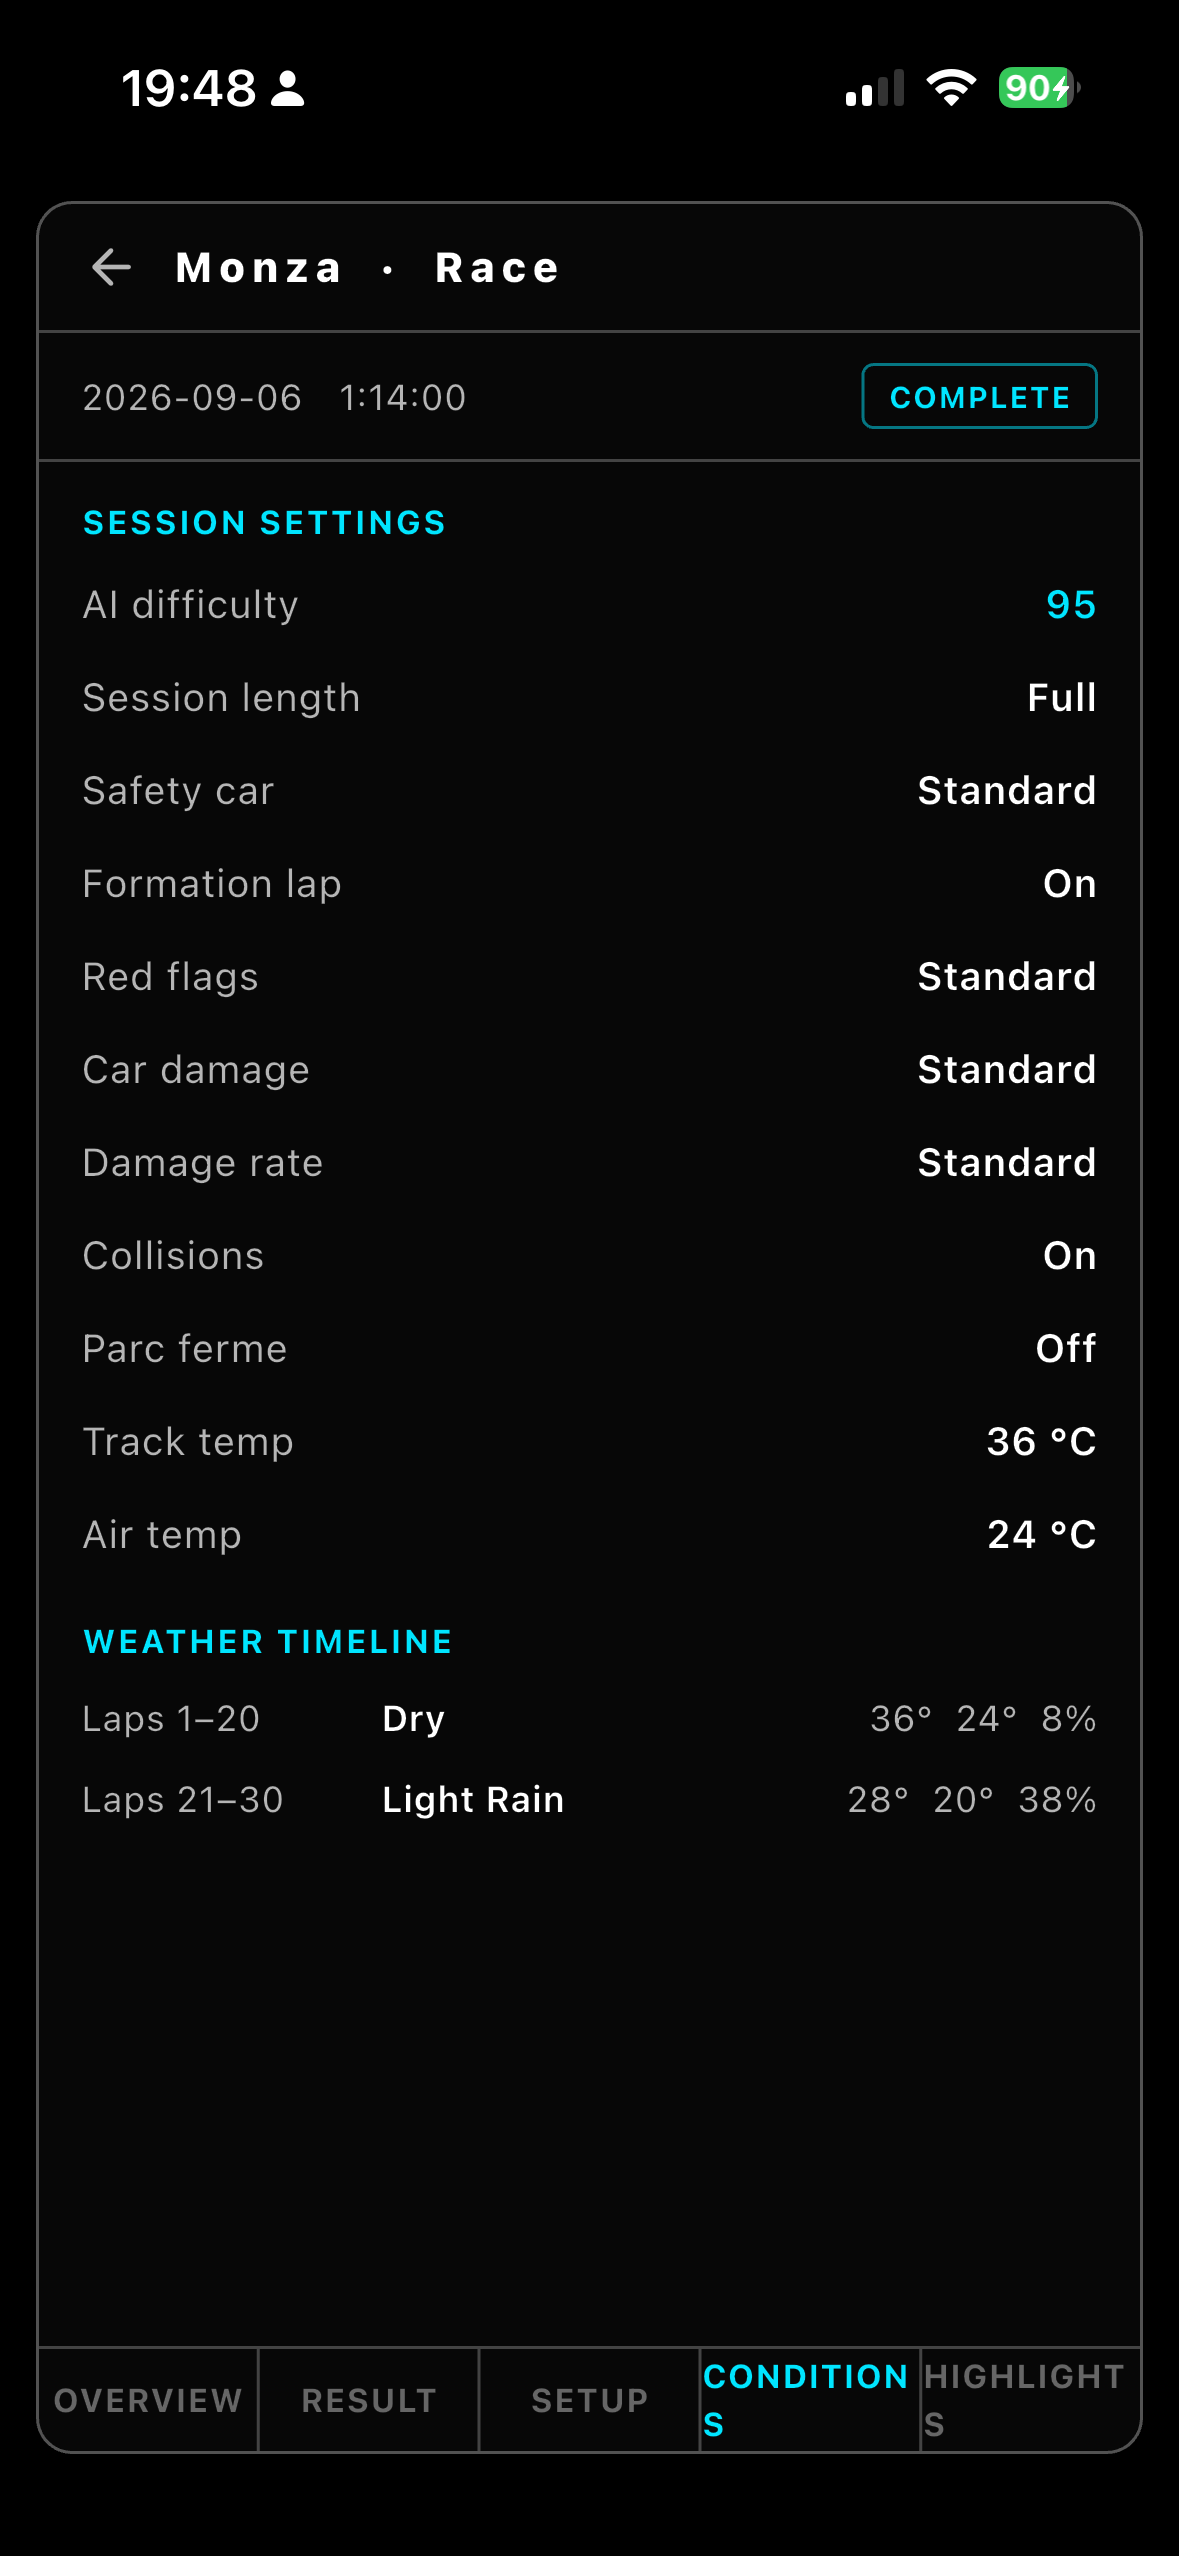 19:48
90
Monza · Race
2026-09-06 1:14:00 COMPLETE
SESSION SETTINGS
AI difficulty 95
Session length Full
Safety car Standard
Formation lap On
Red flags Standard
Car damage Standard
Damage rate Standard
Collisions On
Parc ferme Off
Track temp 36 °C
Air temp 24 °C
WEATHER TIMELINE
Laps 1–20 Dry 36° 24° 8%
Laps 21–30 Light Rain 28° 20° 38%
OVERVIEW
RESULT
SETUP
CONDITION
S
HIGHLIGHT
S